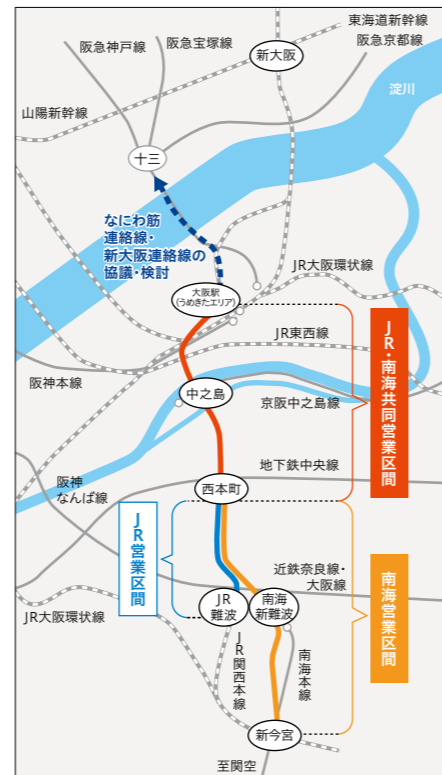 東海道新幹線
阪急神戸線
阪急宝塚線
阪急京都線
新大阪
淀川
山陽新幹線
十三
なにわ筋
連絡線・
新大阪連絡線の
協議・検討
JR大阪環状線
大阪駅
(うめきたエリア)
JR東西線
JR・南海共同営業区間
阪神本線
中之島
京阪中之島線
地下鉄中央線
阪神
なんば線
西本町
JR営業区間
近鉄奈良線・
大阪線
南海営業区間
JR大阪環状線
JR
難波
南海
新難波
JR関西本線
南海本線
新今宮
至関空